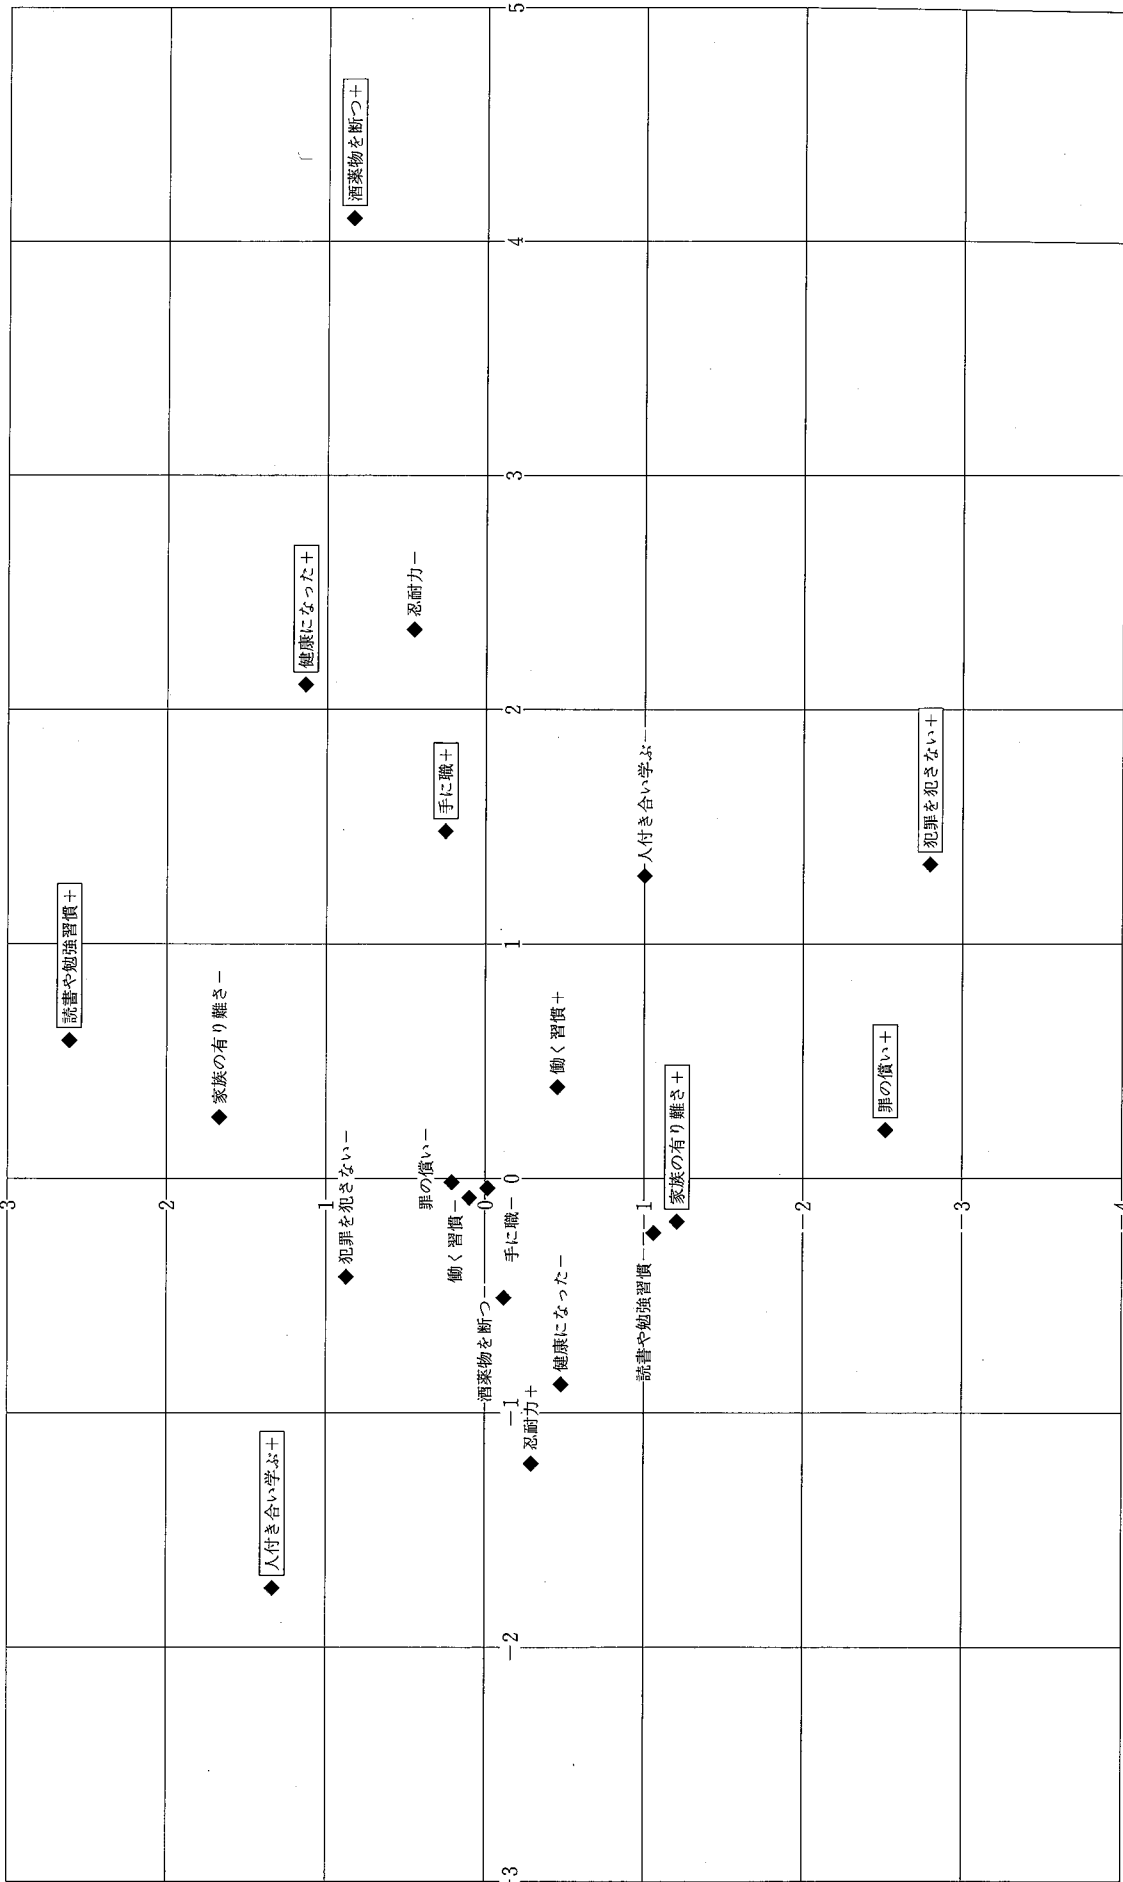 3
2
1
0
-1
-2
-3
-4
-3
-2
-1
0
1
2
3
4
5
読書や勉強習慣+
家族の有り難さ-
人付き合い学ぶ+
健康になった+
犯罪を犯さない-
酒薬物を断つ+
忍耐力-
手に職+
罪の償い-
働く習慣-
手に職-
酒薬物を断つ-
忍耐力+
健康になった-
働く習慣+
人付き合い学ぶ-
読書や勉強習慣-
家族の有り難さ+
罪の償い+
犯罪を犯さない+